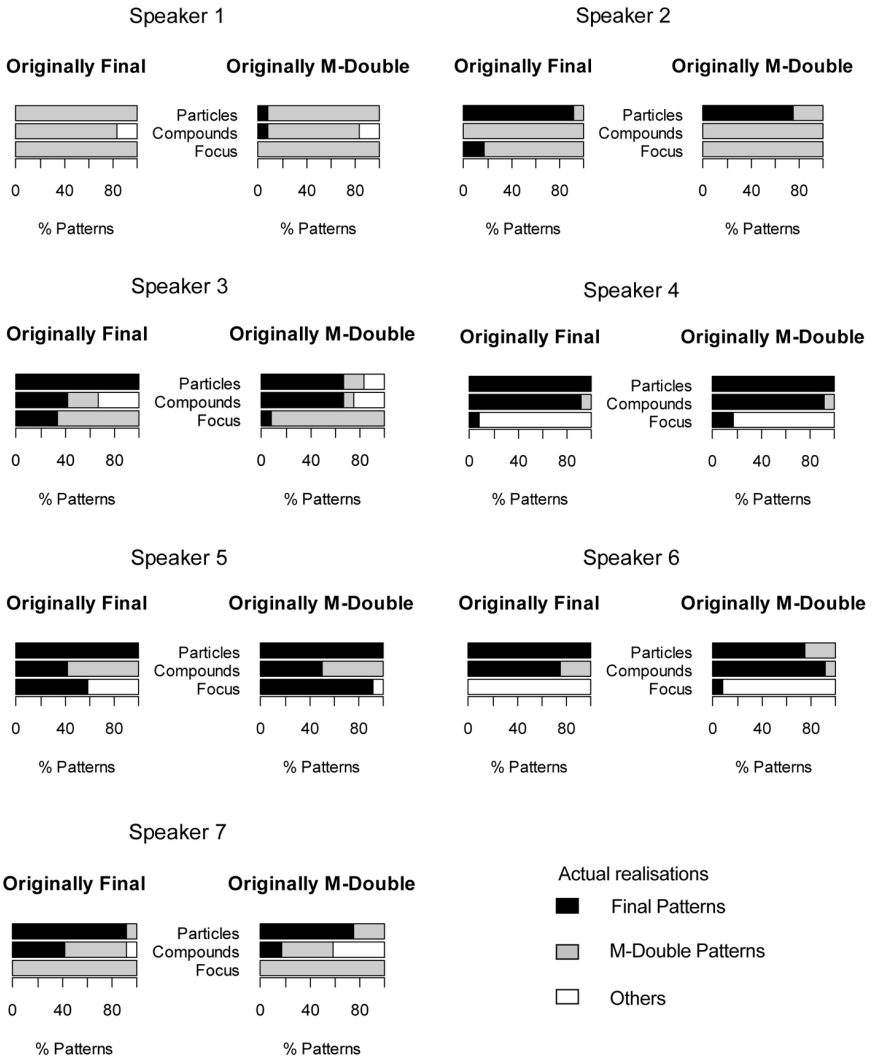 Speaker 1
Speaker 2
Originally Final
Originally M-Double
Originally Final
Originally M-Double
Particles
Compounds
Focus
Particles
Compounds
Focus
0 40 80
0 40 80
0 40 80
0 40 80
% Patterns
% Patterns
% Patterns
% Patterns
Speaker 3
Speaker 4
Originally Final
Originally M-Double
Originally Final
Originally M-Double
Particles
Compounds
Focus
Particles
Compounds
Focus
0 40 80
0 40 80
0 40 80
0 40 80
% Patterns
% Patterns
% Patterns
% Patterns
Speaker 5
Speaker 6
Originally Final
Originally M-Double
Originally Final
Originally M-Double
Particles
Compounds
Focus
Particles
Compounds
Focus
0 40 80
0 40 80
0 40 80
0 40 80
% Patterns
% Patterns
% Patterns
% Patterns
Speaker 7
Originally Final
Originally M-Double
Particles
Compounds
Focus
0 40 80
0 40 80
% Patterns
% Patterns
Actual realisations
Final Patterns
M-Double Patterns
Others